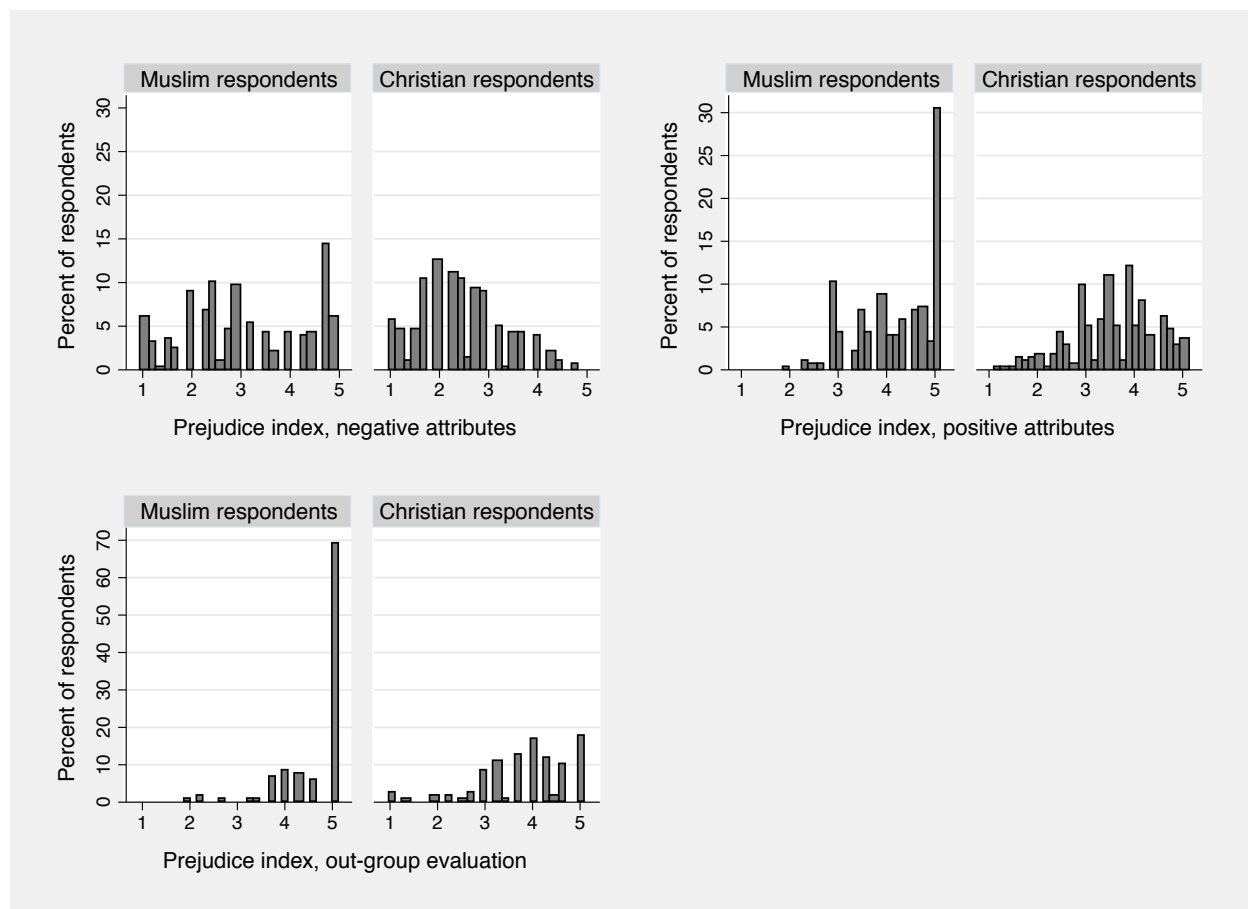 Muslim respondents Christian respondents
Percent of respondents
0 5 10 15 20 25 30
1 2 3 4 5 1 2 3 4 5
Prejudice index, negative attributes
Muslim respondents Christian respondents
Percent of respondents
0 5 10 15 20 25 30
1 2 3 4 5 1 2 3 4 5
Prejudice index, positive attributes
Muslim respondents Christian respondents
Percent of respondents
0 10 20 30 40 50 60 70
1 2 3 4 5 1 2 3 4 5
Prejudice index, out-group evaluation